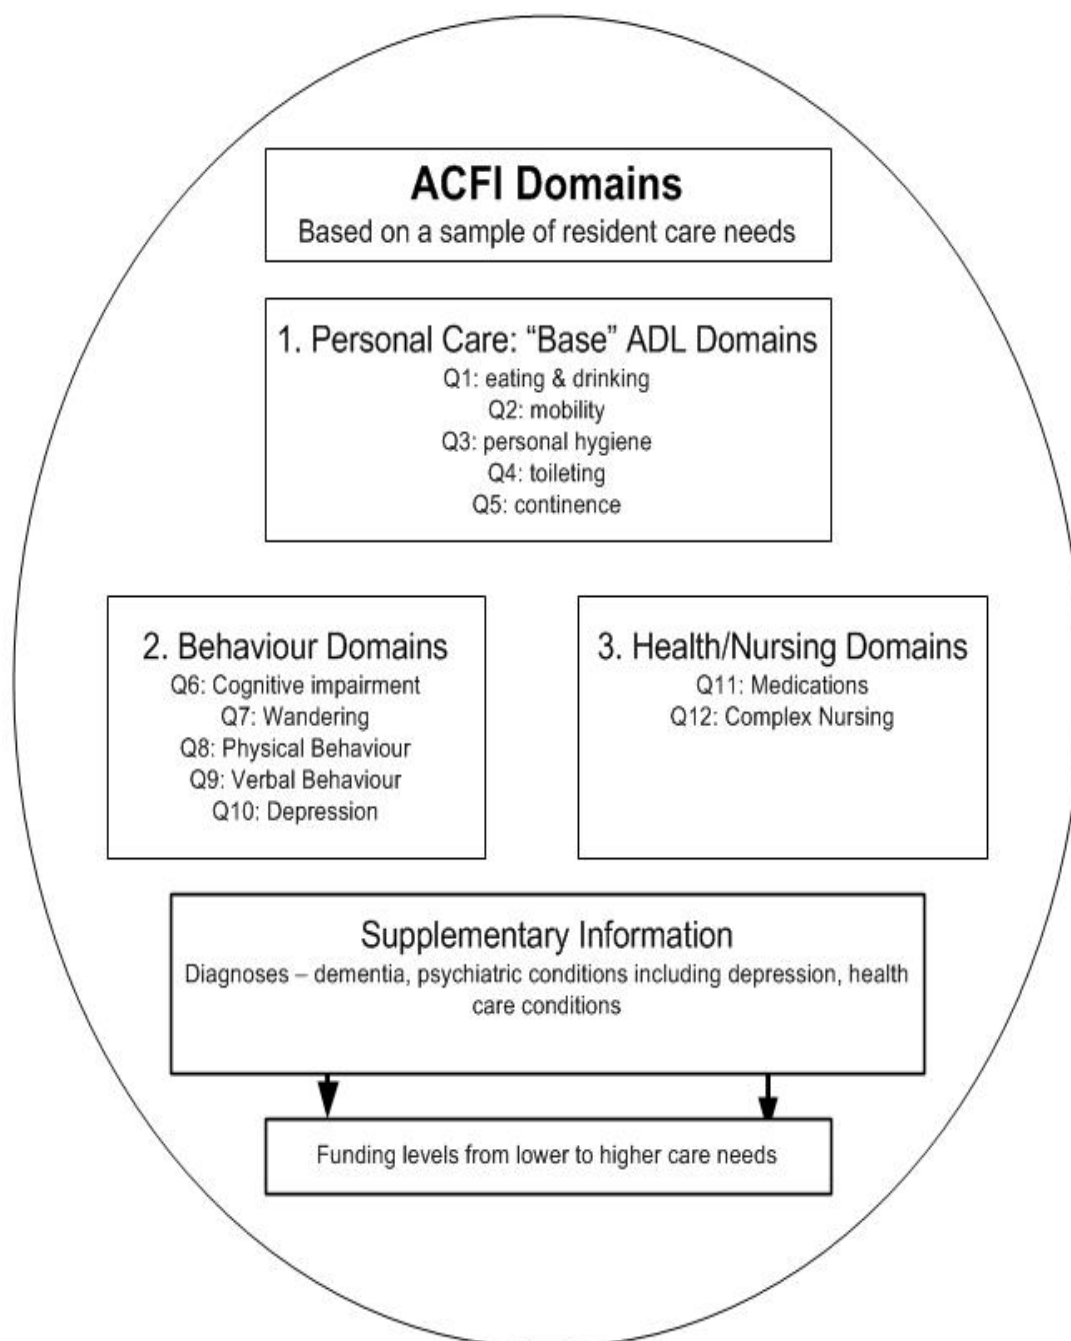 ACFI Domains
Based on a sample of resident care needs
1. Personal Care: “Base” ADL Domains
Q1: eating & drinking
Q2: mobility
Q3: personal hygiene
Q4: toileting
Q5: continence
2. Behaviour Domains
Q6: Cognitive impairment
Q7: Wandering
Q8: Physical Behaviour
Q9: Verbal Behaviour
Q10: Depression
3. Health/Nursing Domains
Q11: Medications
Q12: Complex Nursing
Supplementary Information
Diagnoses – dementia, psychiatric conditions including depression, health
care conditions
Funding levels from lower to higher care needs